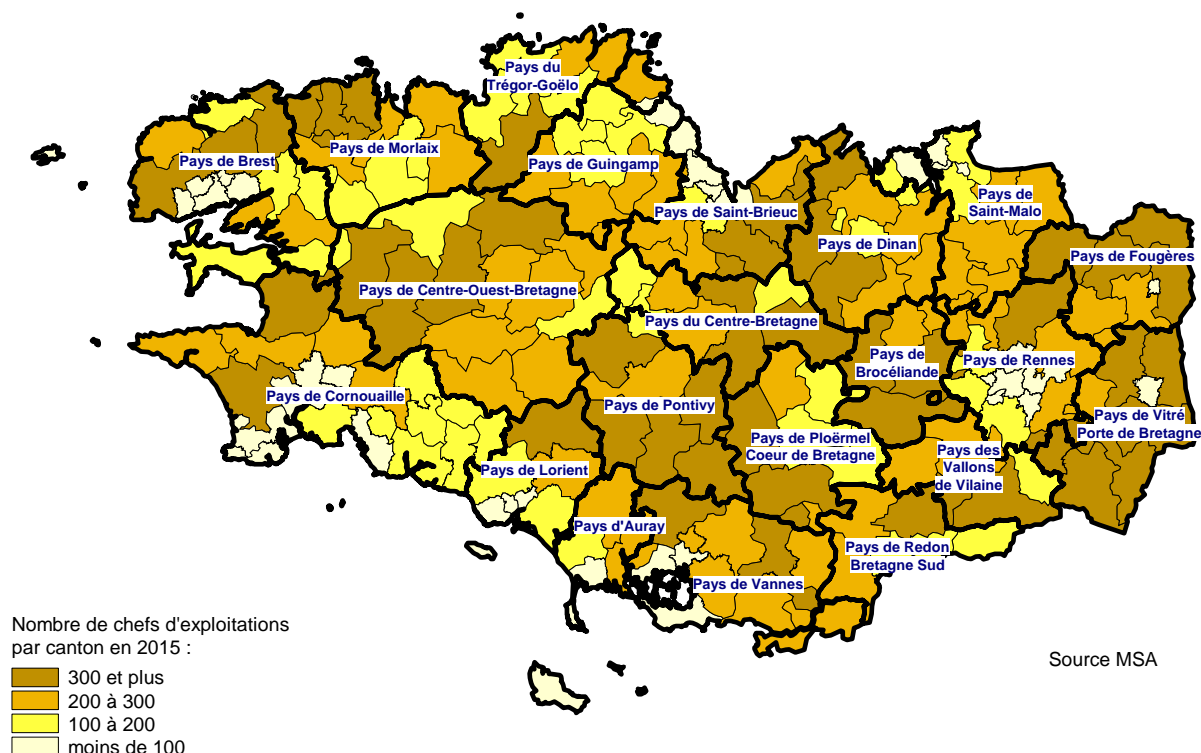 Pays du
Trégor-Goëlo
Pays de Morlaix
Pays de Brest
Pays de Guingamp
Pays de Saint-Brieuc
Pays de
Saint-Malo
Pays de Dinan
Pays de Fougères
Pays de Centre-Ouest-Bretagne
Pays du Centre-Bretagne
Pays de
Brocéliande
Pays de Rennes
Pays de Cornouaille
Pays de Pontivy
Pays de Vitré
Porte de Bretagne
Pays de Ploërmel
Coeur de Bretagne
Pays des
Vallons
de Vilaine
Pays de Lorient
Pays d'Auray
Pays de Redon
Bretagne Sud
Pays de Vannes
Nombre de chefs d'exploitations
par canton en 2015 :
300 et plus
200 à 300
100 à 200
moins de 100
Source MSA